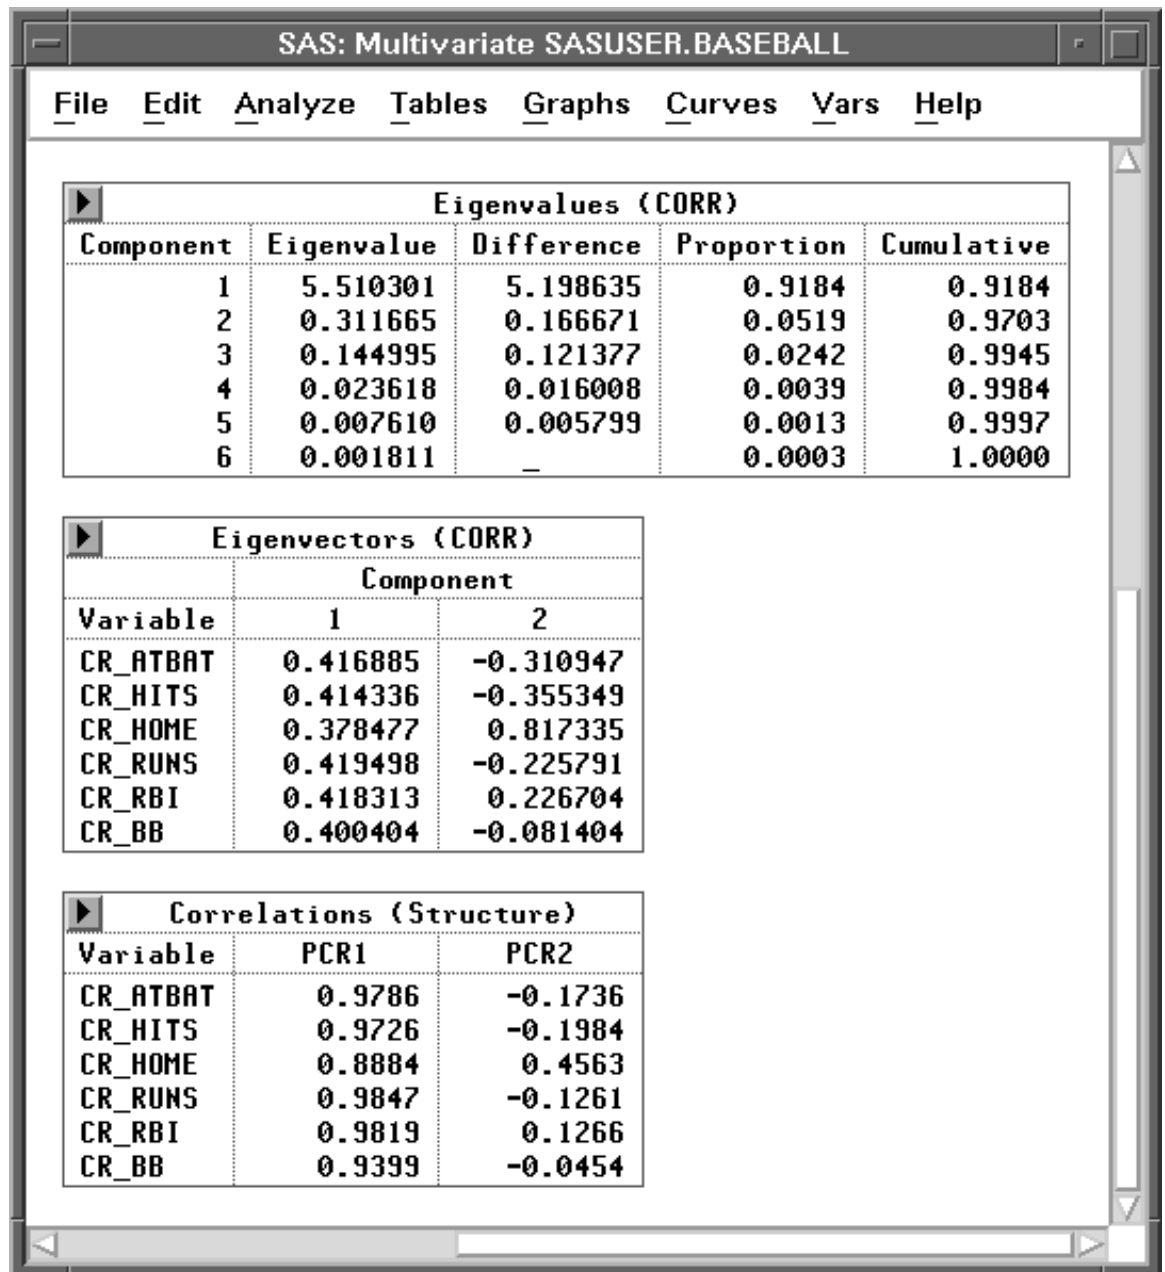 SAS: Multivariate SASUSER.BASEBALL
File Edit Analyze Tables Graphs Curves Vars Help
Eigenvalues (CORR)
Component Eigenvalue Difference Proportion Cumulative
1 5.510301 5.198635 0.9184 0.9184
2 0.311665 0.166671 0.0519 0.9703
3 0.144995 0.121377 0.0242 0.9945
4 0.023618 0.016008 0.0039 0.9984
5 0.007610 0.005799 0.0013 0.9997
6 0.001811 _ 0.0003 1.0000
Eigenvectors (CORR)
Component
Variable 1 2
CR_ATBAT 0.416885 -0.310947
CR_HITS 0.414336 -0.355349
CR_HOME 0.378477 0.817335
CR_RUNS 0.419498 -0.225791
CR_RBI 0.418313 0.226704
CR_BB 0.400404 -0.081404
Correlations (Structure)
Variable PCR1 PCR2
CR_ATBAT 0.9786 -0.1736
CR_HITS 0.9726 -0.1984
CR_HOME 0.8884 0.4563
CR_RUNS 0.9847 -0.1261
CR_RBI 0.9819 0.1266
CR_BB 0.9399 -0.0454